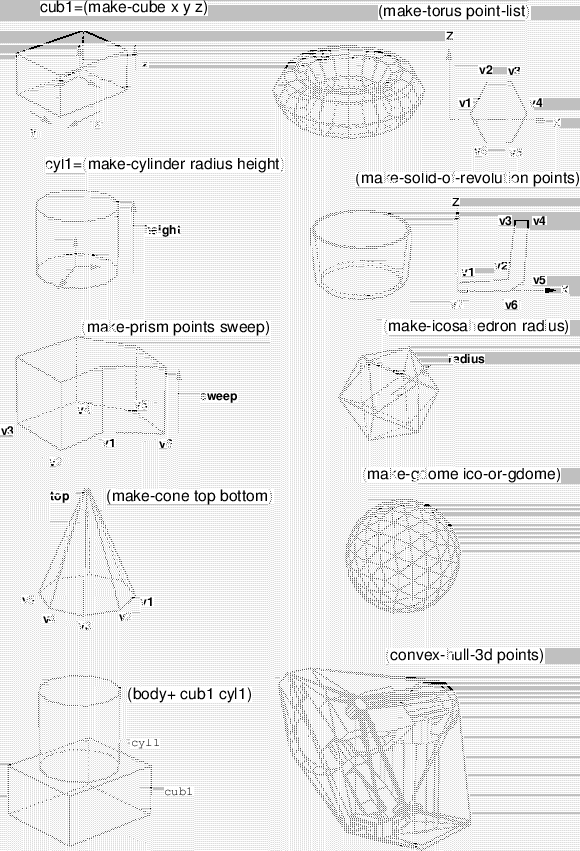 cub1=(make-cube x y z)
(make-torus point-list)
z
v2 v3
v1 v4
x
cyl1=(make-cylinder radius height)
height
(make-solid-of-revolution points)
z
v3 v4
v1 v2
v5
x
v6
(make-prism points sweep)
sweep
v4 v5
v3
v1 v6
v2
(make-icosahedron radius)
radius
(make-gdome ico-or-gdome)
top
(make-cone top bottom)
v5 v1
v4 v2
v3
(convex-hull-3d points)
(body+ cub1 cyl1)
cyl1
cub1